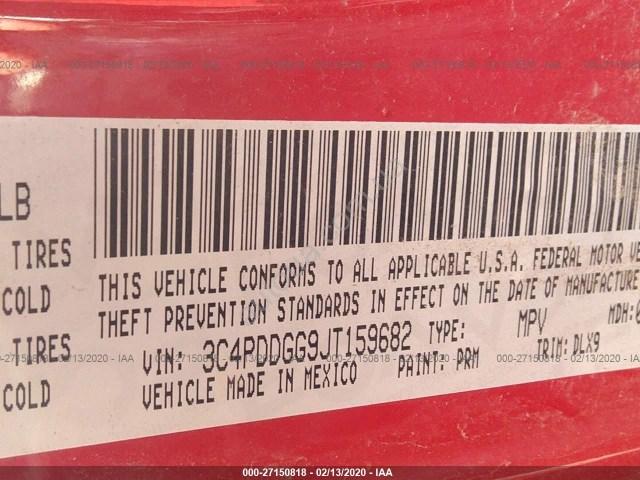 LB
TIRES
COLD
TIRES
COLD
THIS VEHICLE CONFORMS TO ALL APPLICABLE U.S.A. FEDERAL MOTOR VE
THEFT PREVENTION STANDARDS IN EFFECT ON THE DATE OF MANUFACTURE
VIN: 3C4PDDGG9JT159682 TYPE: MPV MDH:
VEHICLE MADE IN MEXICO PAINT: PRM TRIM: DLX9
000-27150818 - 02/13/2020 - IAA